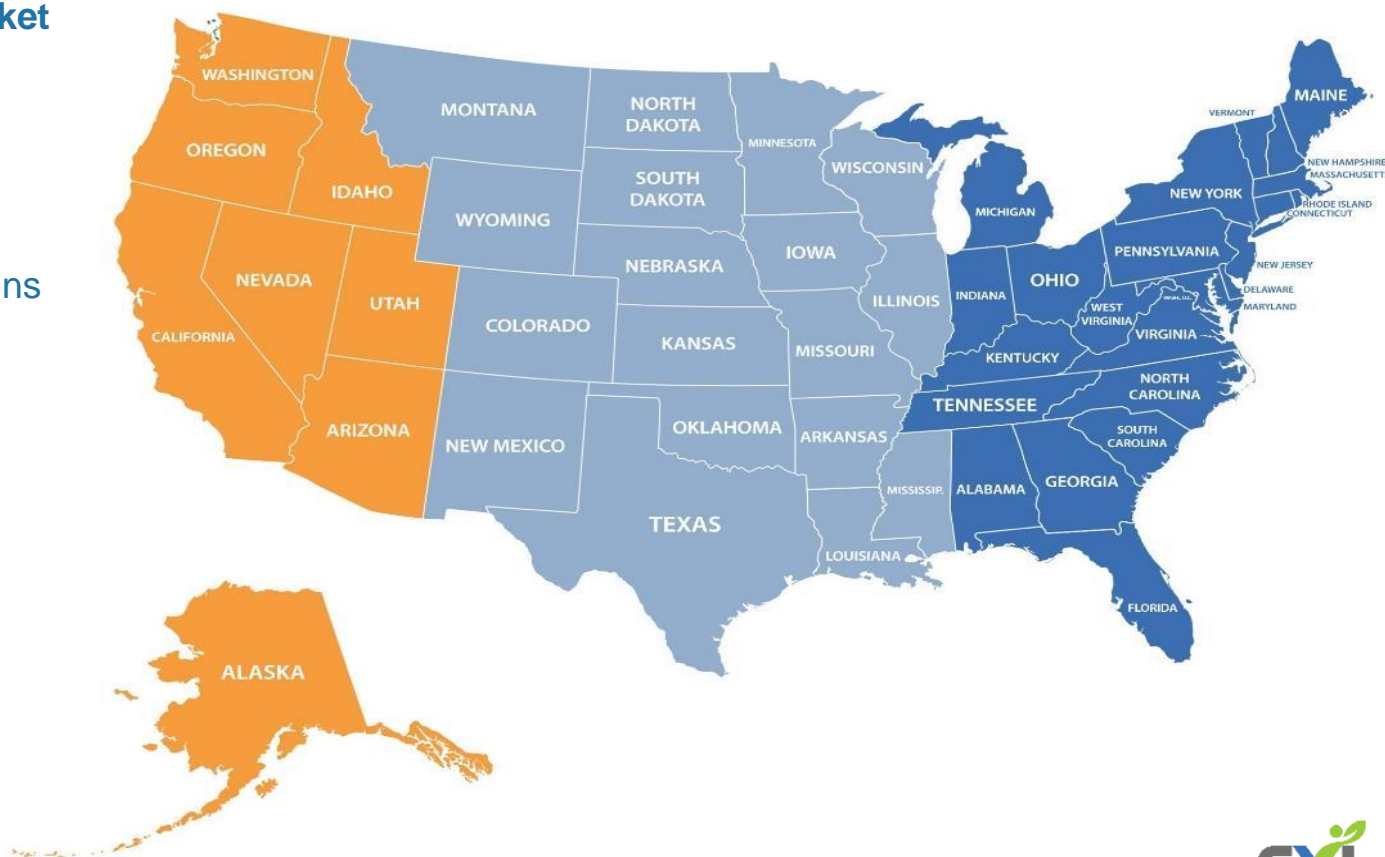 ket
ns
WASHINGTON
OREGON
IDAHO
MONTANA
NORTH
DAKOTA
MINNESOTA
SOUTH
DAKOTA
WISCONSIN
WYOMING
NEVADA
UTAH
CALIFORNIA
COLORADO
NEBRASKA
IOWA
ILLINOIS
KANSAS
MISSOURI
ARIZONA
NEW MEXICO
OKLAHOMA
ARKANSAS
TEXAS
LOUISIANA
MISSISSIP.
MICHIGAN
INDIANA
OHIO
KENTUCKY
TENNESSEE
ALABAMA
GEORGIA
FLORIDA
SOUTH
CAROLINA
NORTH
CAROLINA
VIRGINIA
WEST
VIRGINIA
PENNSYLVANIA
NEW YORK
VERMONT
MAINE
NEW HAMPSHIRE
MASSACHUSETT
RHODE ISLAND
CONNECTICUT
NEW JERSEY
DELAWARE
MARYLAND
ALASKA